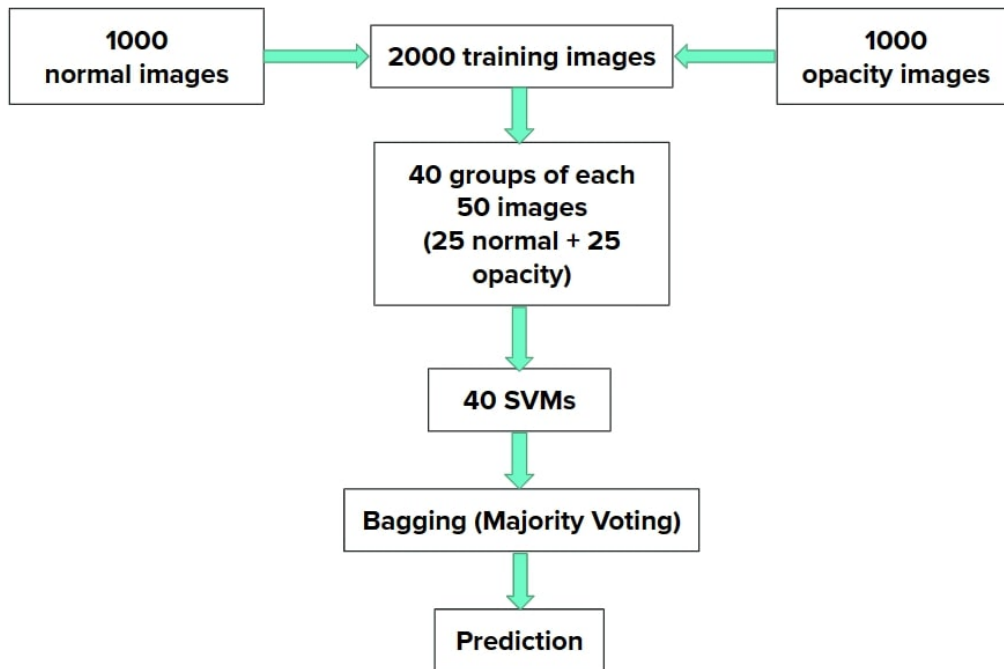 1000
normal images
2000 training images
1000
opacity images
40 groups of each
50 images
(25 normal + 25
opacity)
40 SVMs
Bagging (Majority Voting)
Prediction